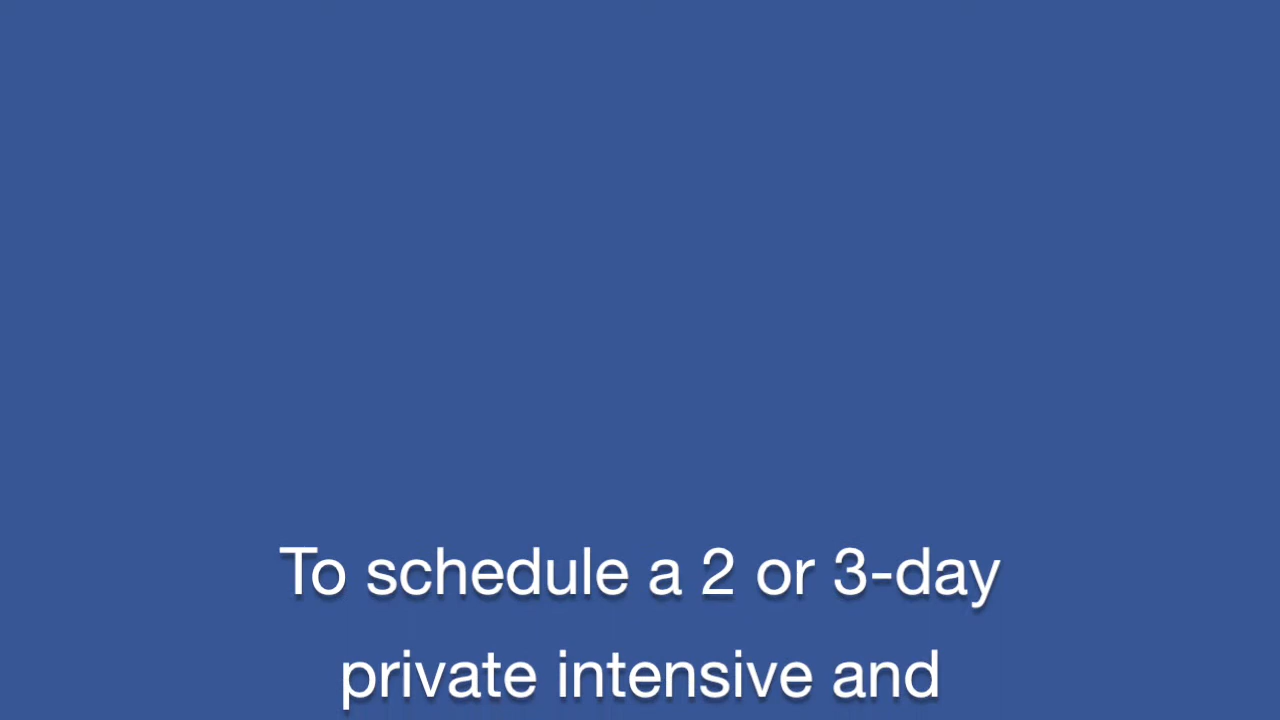 To schedule a 2 or 3-day
private intensive and